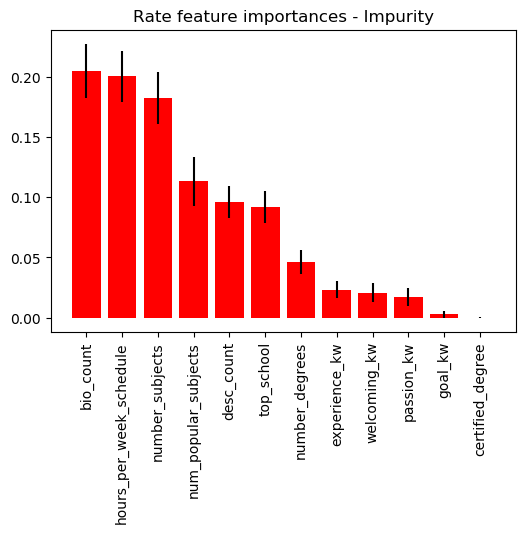 Rate feature importances - Impurity
0.20
0.15
0.10
0.05
0.00
bio_count
hours_per_week_schedule
number_subjects
num_popular_subjects
desc_count
top_school
number_degrees
experience_kw
welcoming_kw
passion_kw
goal_kw
certified_degree